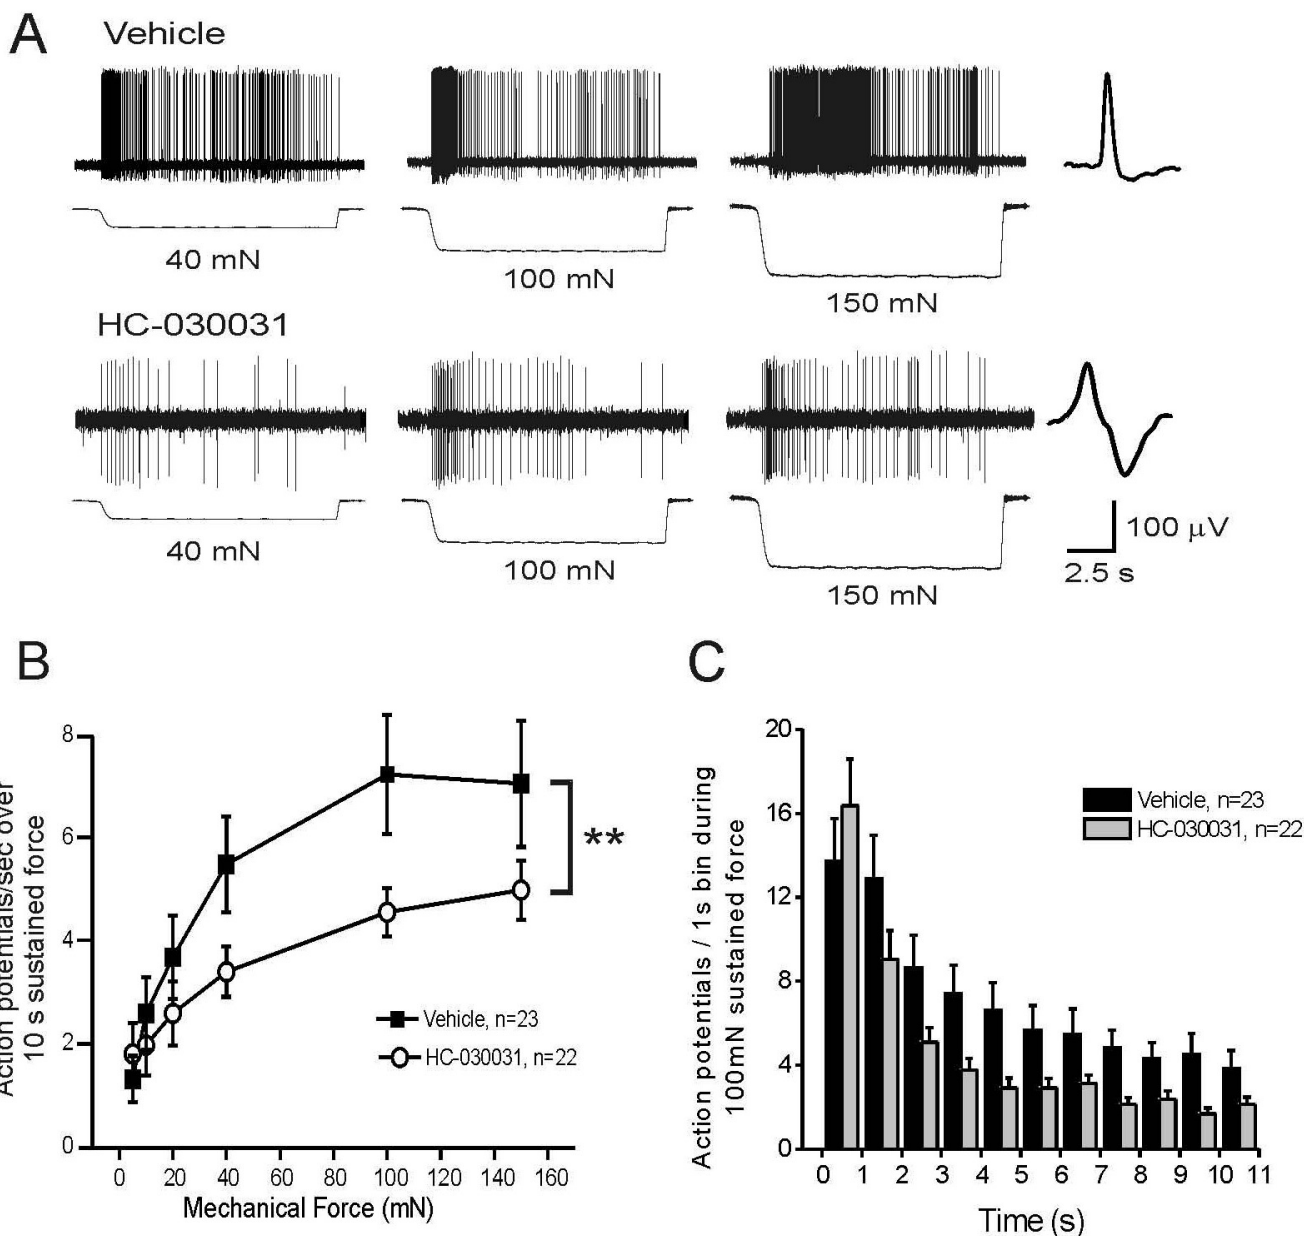 A
Vehicle
40 mN
100 mN
150 mN
HC-030031
40 mN
100 mN
150 mN
100 µV
2.5 s
B
Action potentials/sec over
10 s sustained force
8
6
4
2
0
**
Vehicle, n=23
HC-030031, n=22
0 20 40 60 80 100 120 140 160
Mechanical Force (mN)
C
Action potentials / 1s bin during
100mN sustained force
20
16
12
8
4
0
Vehicle, n=23
HC-030031, n=22
0 1 2 3 4 5 6 7 8 9 10 11
Time (s)